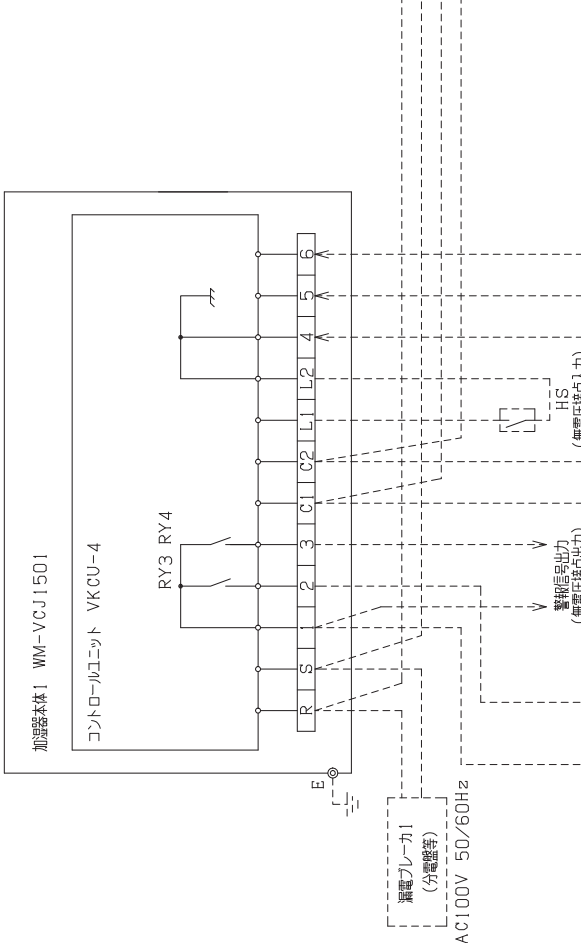 加湿器本体1 WM-VCJ1501
コントロールユニット VKCU-4
RY3 RY4
R S 1 2 3 C1 C2 L1 L2 4 5 6
E
漏電ブレーカ1
(分電盤等)
AC100V 50/60Hz
警報信号出力
(無電圧接点出力)
HS
(無電圧接点入力)